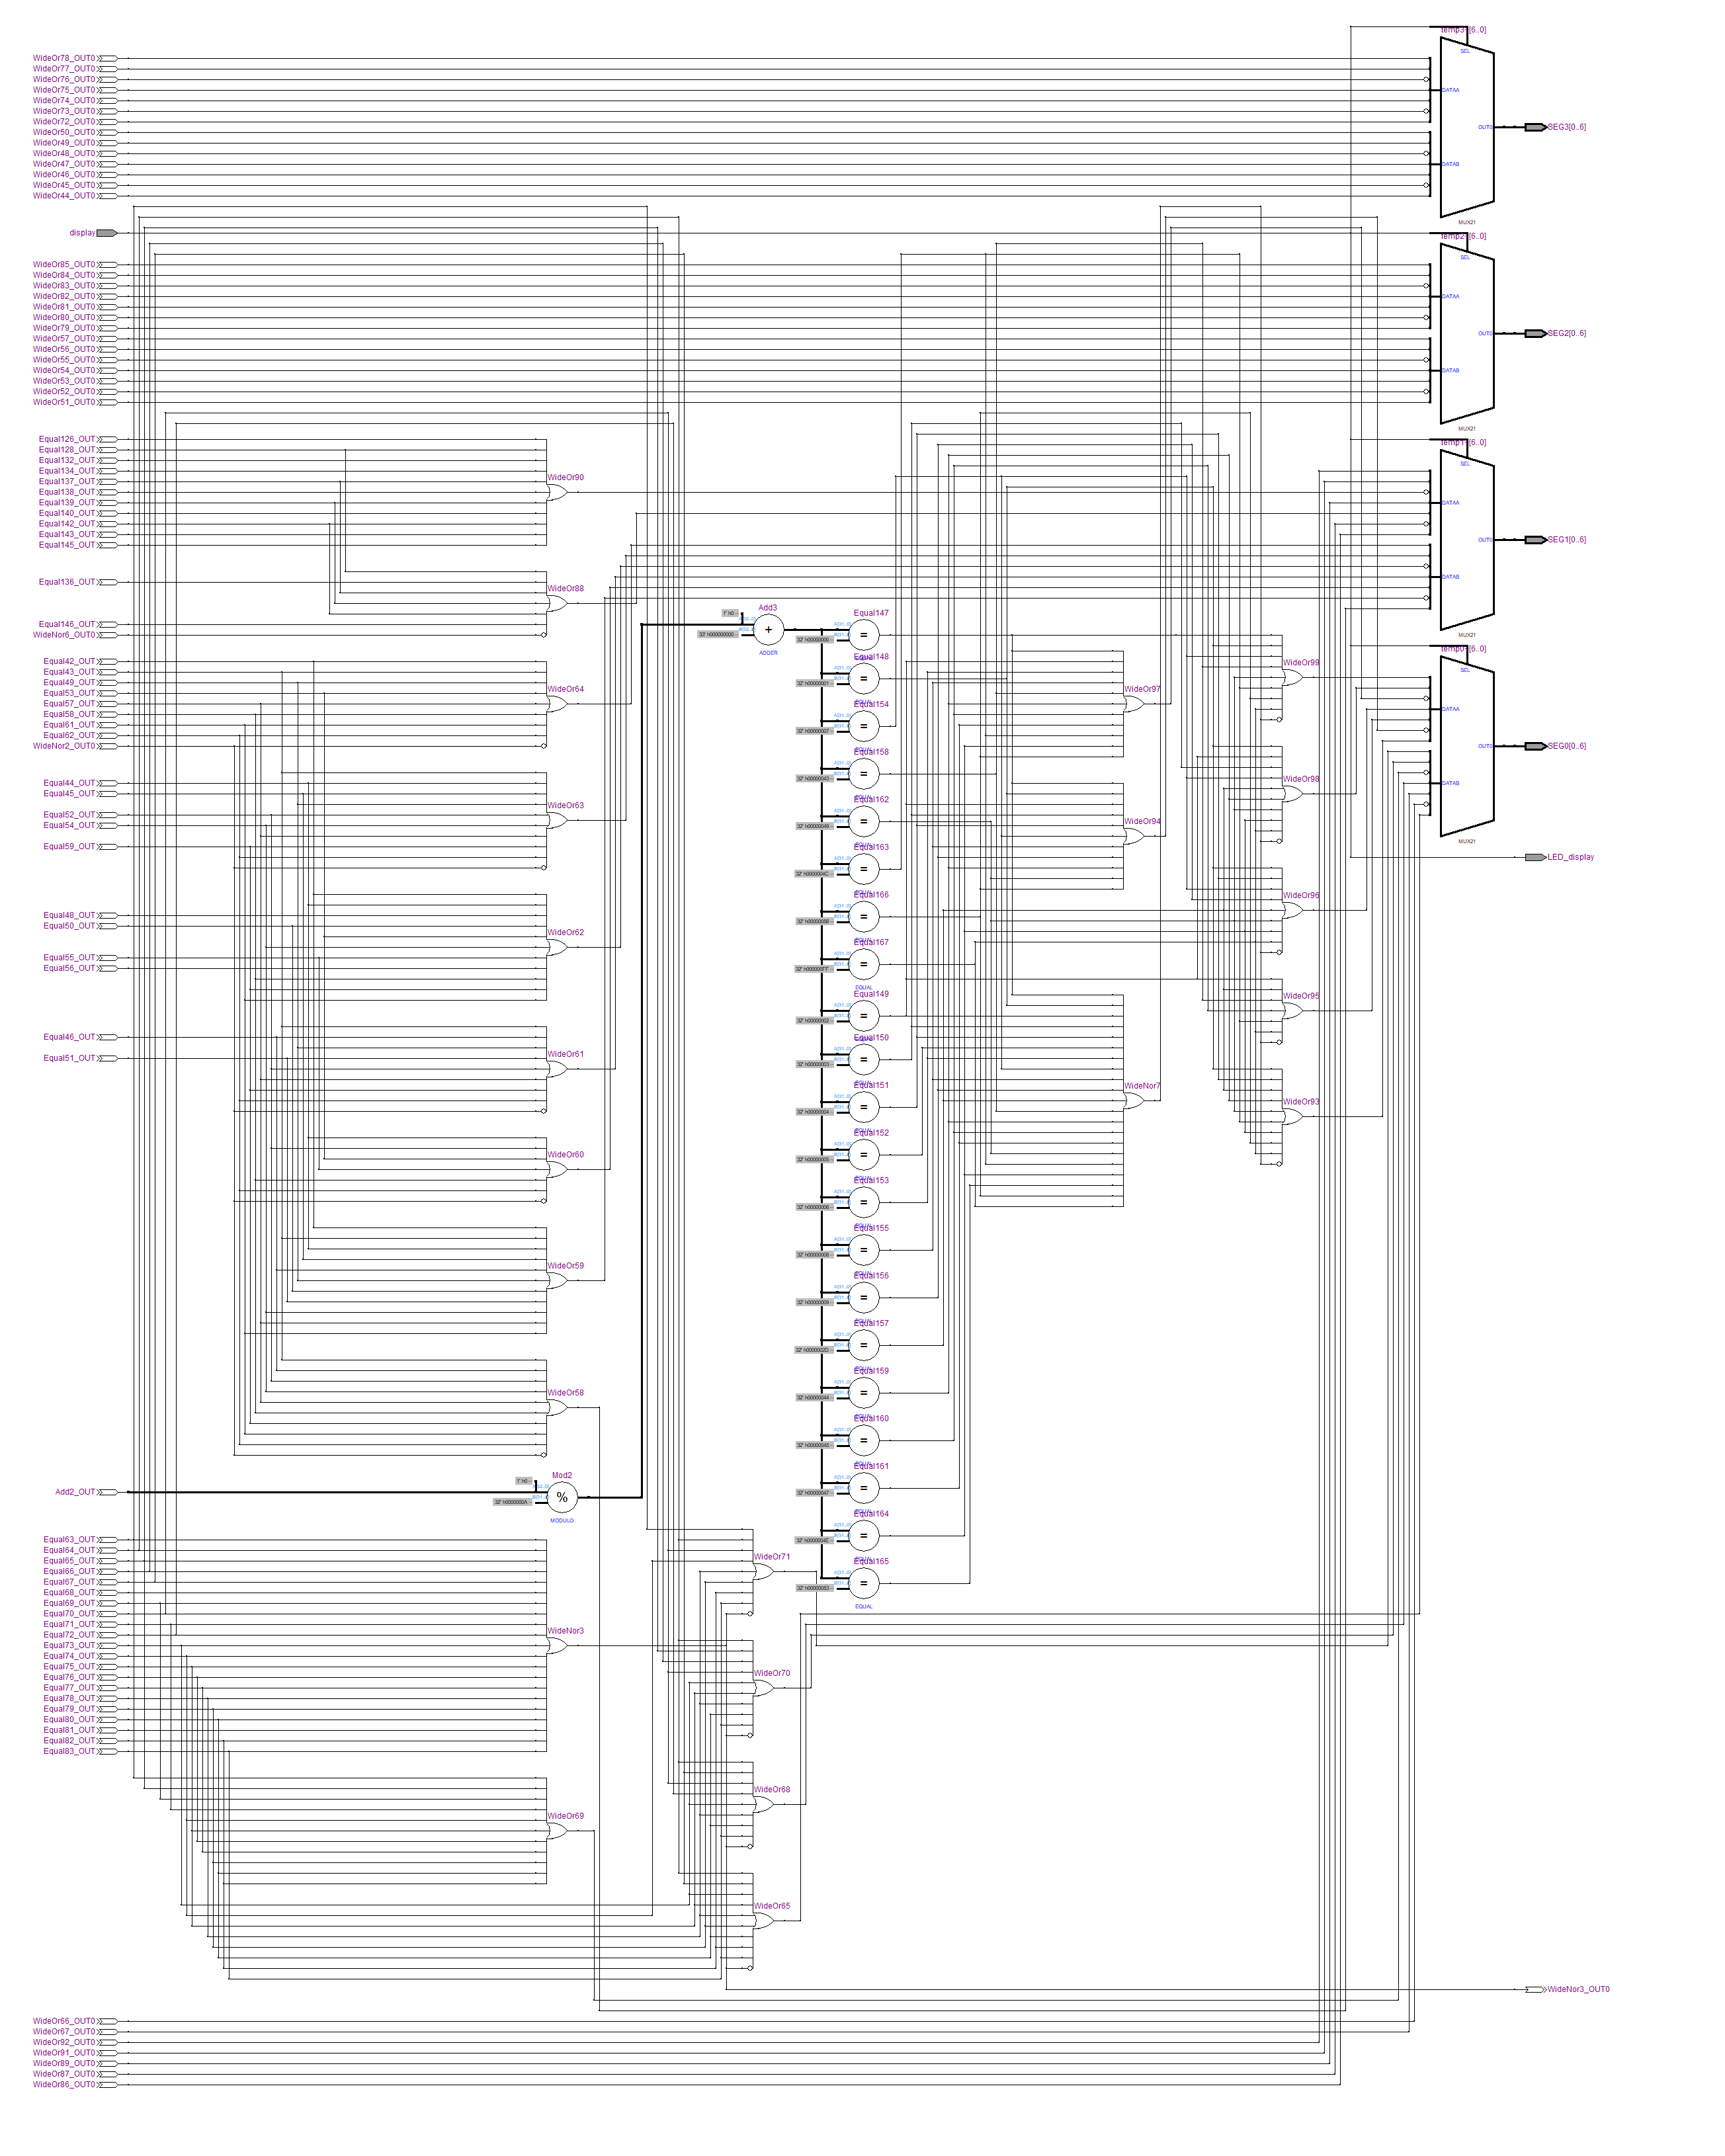 temp3~[6..0]
SEL
WideOr78_OUT0
WideOr77_OUT0
WideOr76_OUT0
WideOr75_OUT0
DATAA
WideOr74_OUT0
WideOr73_OUT0
WideOr72_OUT0
OUT0
SEG3[0..6]
WideOr50_OUT0
WideOr49_OUT0
WideOr48_OUT0
WideOr47_OUT0
DATAB
WideOr46_OUT0
WideOr45_OUT0
WideOr44_OUT0
MUX21
display
temp2~[6..0]
SEL
WideOr85_OUT0
WideOr84_OUT0
WideOr83_OUT0
WideOr82_OUT0
DATAA
WideOr81_OUT0
WideOr80_OUT0
WideOr79_OUT0
OUT0
SEG2[0..6]
WideOr57_OUT0
WideOr56_OUT0
WideOr55_OUT0
WideOr54_OUT0
DATAB
WideOr53_OUT0
WideOr52_OUT0
WideOr51_OUT0
MUX21
temp1~[6..0]
SEL
Equal126_OUT
Equal128_OUT
Equal132_OUT
Equal134_OUT
Equal137_OUT
Equal138_OUT
Equal139_OUT
Equal140_OUT
Equal142_OUT
Equal143_OUT
Equal145_OUT
WideOr90
DATAA
OUT0
SEG1[0..6]
DATAB
MUX21
Equal136_OUT
WideOr88
Equal146_OUT
WideNor6_OUT0
Equal42_OUT
Equal43_OUT
Equal49_OUT
Equal53_OUT
Equal57_OUT
Equal58_OUT
Equal61_OUT
Equal62_OUT
WideNor2_OUT0
WideOr64
Equal44_OUT
Equal45_OUT
Equal52_OUT
Equal54_OUT
Equal59_OUT
WideOr63
Equal48_OUT
Equal50_OUT
Equal55_OUT
Equal56_OUT
WideOr62
Equal46_OUT
Equal51_OUT
WideOr61
WideOr60
WideOr59
WideOr58
Add3
+
ADDER
Equal147
=
Equal148
=
Equal154
=
Equal158
=
Equal162
=
Equal163
=
Equal166
=
Equal167
=
EQUAL
Equal149
=
Equal150
=
Equal151
=
Equal152
=
Equal153
=
Equal155
=
Equal156
=
Equal157
=
Equal159
=
Equal160
=
Equal161
=
Equal164
=
Equal165
=
EQUAL
WideOr97
WideOr94
WideNor7
WideOr99
WideOr98
WideOr96
WideOr95
WideOr93
temp0~[6..0]
SEL
DATAA
OUT0
SEG0[0..6]
DATAB
MUX21
LED_display
Add2_OUT
Mod2
%
MODULO
Equal63_OUT
Equal64_OUT
Equal65_OUT
Equal66_OUT
Equal67_OUT
Equal68_OUT
Equal69_OUT
Equal70_OUT
Equal71_OUT
Equal72_OUT
Equal73_OUT
Equal74_OUT
Equal75_OUT
Equal76_OUT
Equal77_OUT
Equal78_OUT
Equal79_OUT
Equal80_OUT
Equal81_OUT
Equal82_OUT
Equal83_OUT
WideNor3
WideOr69
WideOr71
WideOr70
WideOr68
WideOr65
WideNor3_OUT0
WideOr66_OUT0
WideOr67_OUT0
WideOr92_OUT0
WideOr91_OUT0
WideOr89_OUT0
WideOr87_OUT0
WideOr86_OUT0